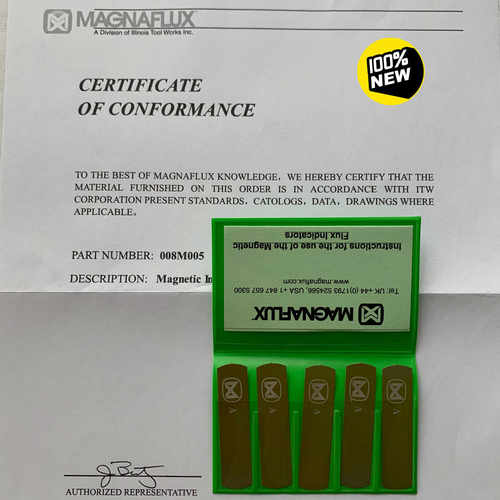 MAGNAFLUX
A Division of Illinois Tool Works Inc.
100%
NEW
CERTIFICATE
OF CONFORMANCE
TO THE BEST OF MAGNAFLUX KNOWLEDGE, WE HEREBY CERTIFY THAT THE
MATERIAL FURNISHED ON THIS ORDER IS IN ACCORDANCE WITH ITW
CORPORATION PRESENT STANDARDS, CATOLOGS, DATA, DRAWINGS WHERE
APPLICABLE.
PART NUMBER: 008M005
DESCRIPTION: Magnetic In
MAGNAFLUX
www.magnaflux.com
Tel: UK +44 (0)1793 524566, USA +1 847 657 5300
Instructions for the use of the Magnetic
Flux Indicators
AUTHORIZED REPRESENTATIVE